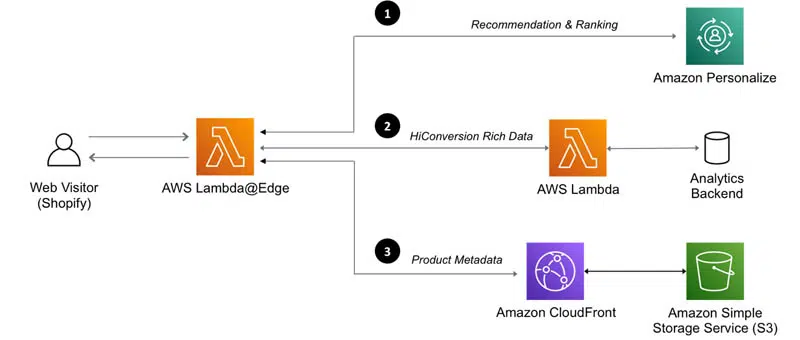 1
Recommendation & Ranking
Amazon Personalize
2
HiConversion Rich Data
Web Visitor
(Shopify)
AWS Lambda@Edge
AWS Lambda
Analytics
Backend
3
Product Metadata
Amazon CloudFront
Amazon Simple
Storage Service (S3)